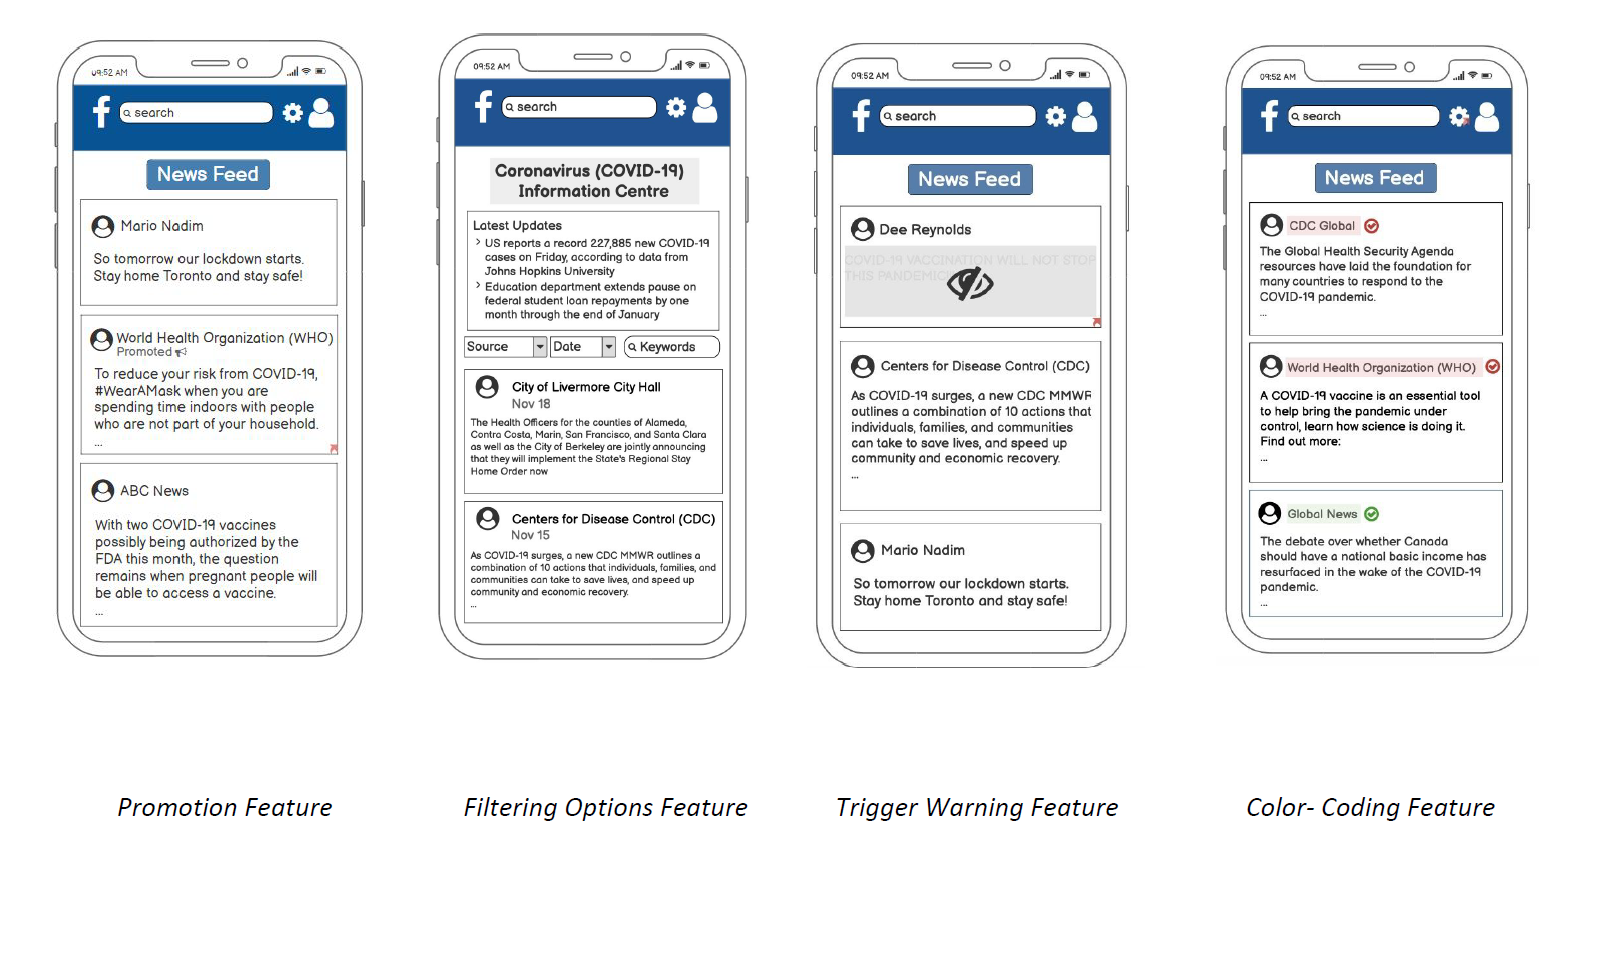 09:52 AM
f
search
News Feed
Mario Nadim
So tomorrow our lockdown starts.
Stay home Toronto and stay safe!
World Health Organization (WHO)
Promoted
To reduce your risk from COVID-19,
#WearAMask when you are
spending time indoors with people
who are not part of your household.
...
ABC News
With two COVID-19 vaccines
possibly being authorized by the
FDA this month, the question
remains when pregnant people will
be able to access a vaccine.
...
Promotion Feature
09:52 AM
f
search
Coronavirus (COVID-19)
Information Centre
Latest Updates
> US reports a record 227,885 new COVID-19
cases on Friday, according to data from
Johns Hopkins University
> Education department extends pause on
federal student loan repayments by one
month through the end of January
Source
Date
Keywords
City of Livermore City Hall
Nov 18
The Health Officers for the counties of Alameda,
Contra Costa, Marin, San Francisco, and Santa Clara
as well as the City of Berkeley are jointly announcing
that they will implement the State's Regional Stay
Home Order now
Centers for Disease Control (CDC)
Nov 15
As COVID-19 surges, a new CDC MMWR outlines a
combination of 10 actions that individuals, families, and
communities can take to save lives, and speed up
community and economic recovery.
...
Filtering Options Feature
09:52 AM
f
search
News Feed
Dee Reynolds
COVID-19 VACCINATION WILL NOT STOP
THIS PANDEMIC
Centers for Disease Control (CDC)
As COVID-19 surges, a new CDC MMWR
outlines a combination of 10 actions that
individuals, families, and communities
can take to save lives, and speed up
community and economic recovery.
...
Mario Nadim
So tomorrow our lockdown starts.
Stay home Toronto and stay safe!
Trigger Warning Feature
09:52 AM
f
search
News Feed
CDC Global
The Global Health Security Agenda
resources have laid the foundation for
many countries to respond to the
COVID-19 pandemic.
...
World Health Organization (WHO)
A COVID-19 vaccine is an essential tool
to help bring the pandemic under
control, learn how science is doing it.
Find out more:
...
Global News
The debate over whether Canada
should have a national basic income has
resurfaced in the wake of the COVID-19
pandemic.
...
Color- Coding Feature